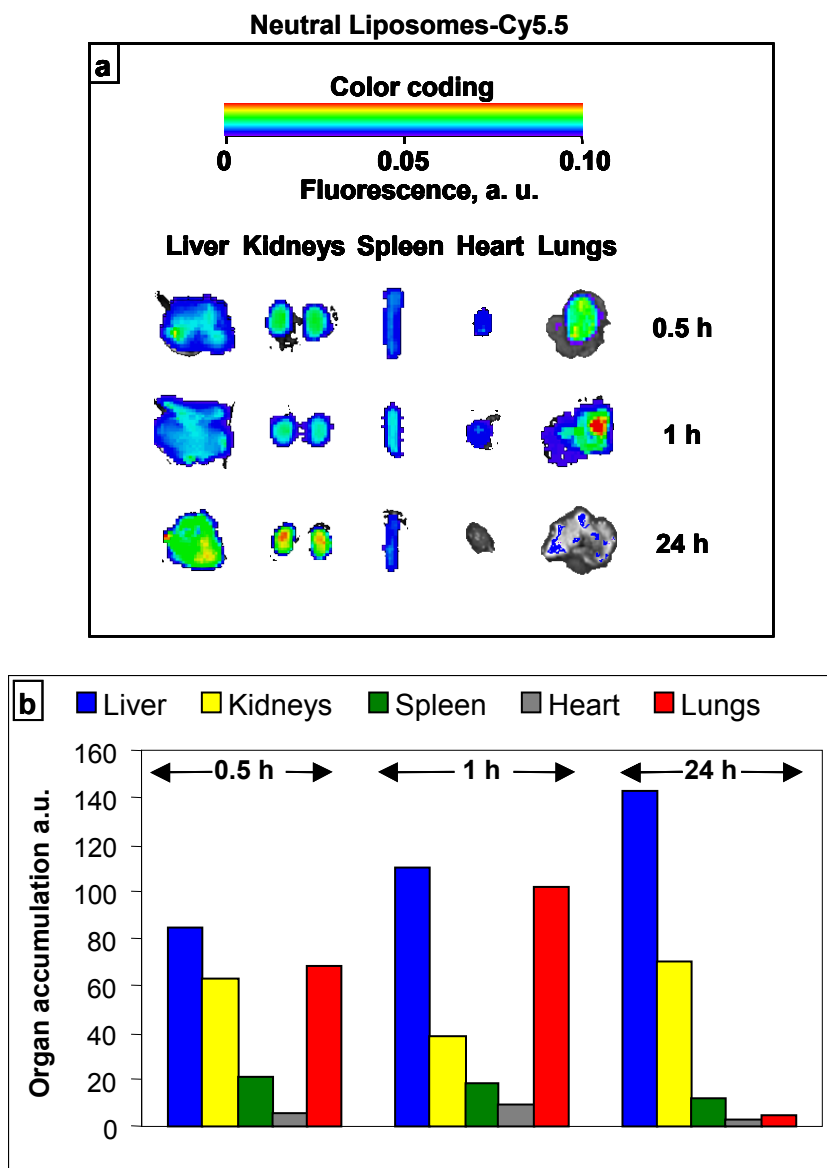 Neutral Liposomes-Cy5.5
a
Color coding
0 0.05 0.10
Fluorescence, a. u.
Liver Kidneys Spleen Heart Lungs
0.5 h
1 h
24 h
b
Liver Kidneys Spleen Heart Lungs
160
140
120
100
80
60
40
20
0
Organ accumulation a.u.
0.5 h 1 h 24 h